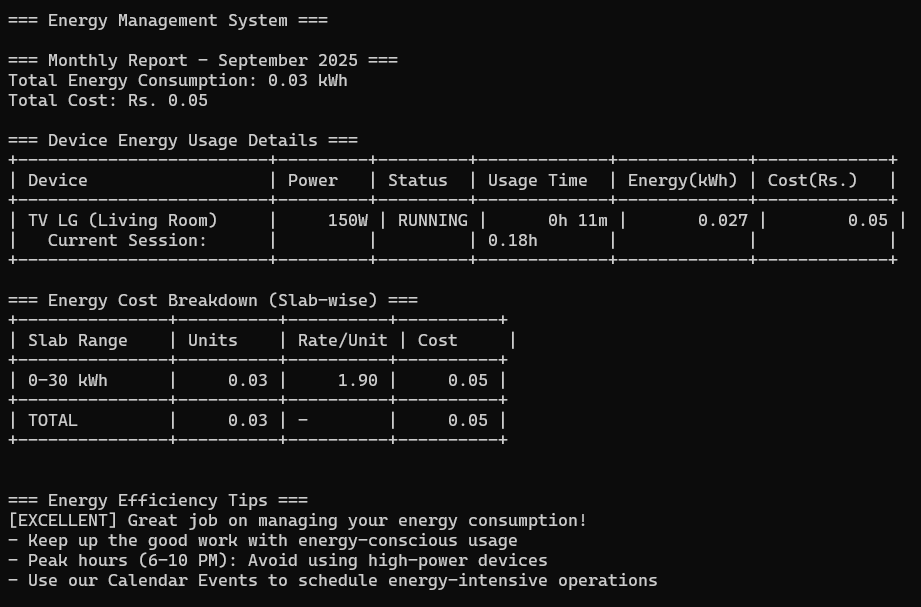 === Energy Management System ===
=== Monthly Report - September 2025 ===
Total Energy Consumption: 0.03 kWh
Total Cost: Rs. 0.05
=== Device Energy Usage Details ===
+-------------------------+---------+---------+-------------+-------------+-------------+
| Device                  | Power   | Status  | Usage Time  | Energy(kWh) | Cost(Rs.)   |
+-------------------------+---------+---------+-------------+-------------+-------------+
| TV LG (Living Room)     |     150W | RUNNING |      0h 11m |       0.027 |        0.05 |
|   Current Session:      |         |         | 0.18h       |             |             |
+-------------------------+---------+---------+-------------+-------------+-------------+
=== Energy Cost Breakdown (Slab-wise) ===
+---------------+----------+----------+----------+
| Slab Range    | Units    | Rate/Unit | Cost     |
+---------------+----------+----------+----------+
| 0-30 kWh      |     0.03 |     1.90 |     0.05 |
+---------------+----------+----------+----------+
| TOTAL         |     0.03 | -        |     0.05 |
+---------------+----------+----------+----------+
=== Energy Efficiency Tips ===
[EXCELLENT] Great job on managing your energy consumption!
- Keep up the good work with energy-conscious usage
- Peak hours (6-10 PM): Avoid using high-power devices
- Use our Calendar Events to schedule energy-intensive operations